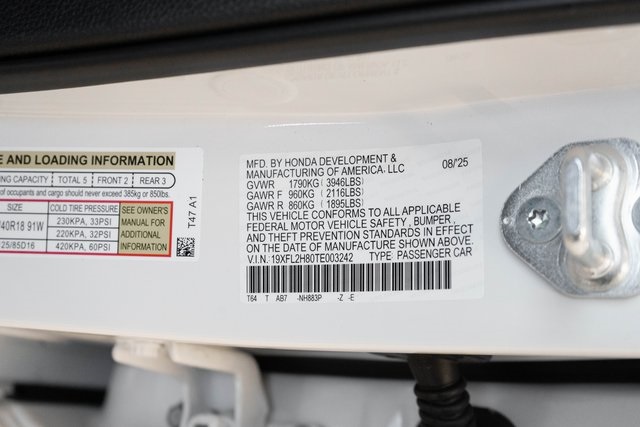 E AND LOADING INFORMATION
NG CAPACITY TOTAL 5 FRONT 2 REAR 3
of occupants and cargo should never exceed 385kg or 850lbs.
SIZE COLD TIRE PRESSURE SEE OWNER'S MANUAL FOR ADDITIONAL INFORMATION
40R18 91W 230KPA, 33PSI
220KPA, 32PSI
25/85D16 420KPA, 60PSI
T47 A1
MFD. BY HONDA DEVELOPMENT & 08/25
MANUFACTURING OF AMERICA. LLC
GVWR 1790KG (3946LBS)
GAWR F 960KG (2116LBS)
GAWR R 860KG (1895LBS)
THIS VEHICLE CONFORMS TO ALL APPLICABLE
FEDERAL MOTOR VEHICLE SAFETY, BUMPER,
AND THEFT PREVENTION STANDARDS IN EFFECT
ON THE DATE OF MANUFACTURE SHOWN ABOVE.
V.I.N.: 19XFL2H80TE003242 TYPE: PASSENGER CAR
T64 T AB7 -NH883P -Z -E